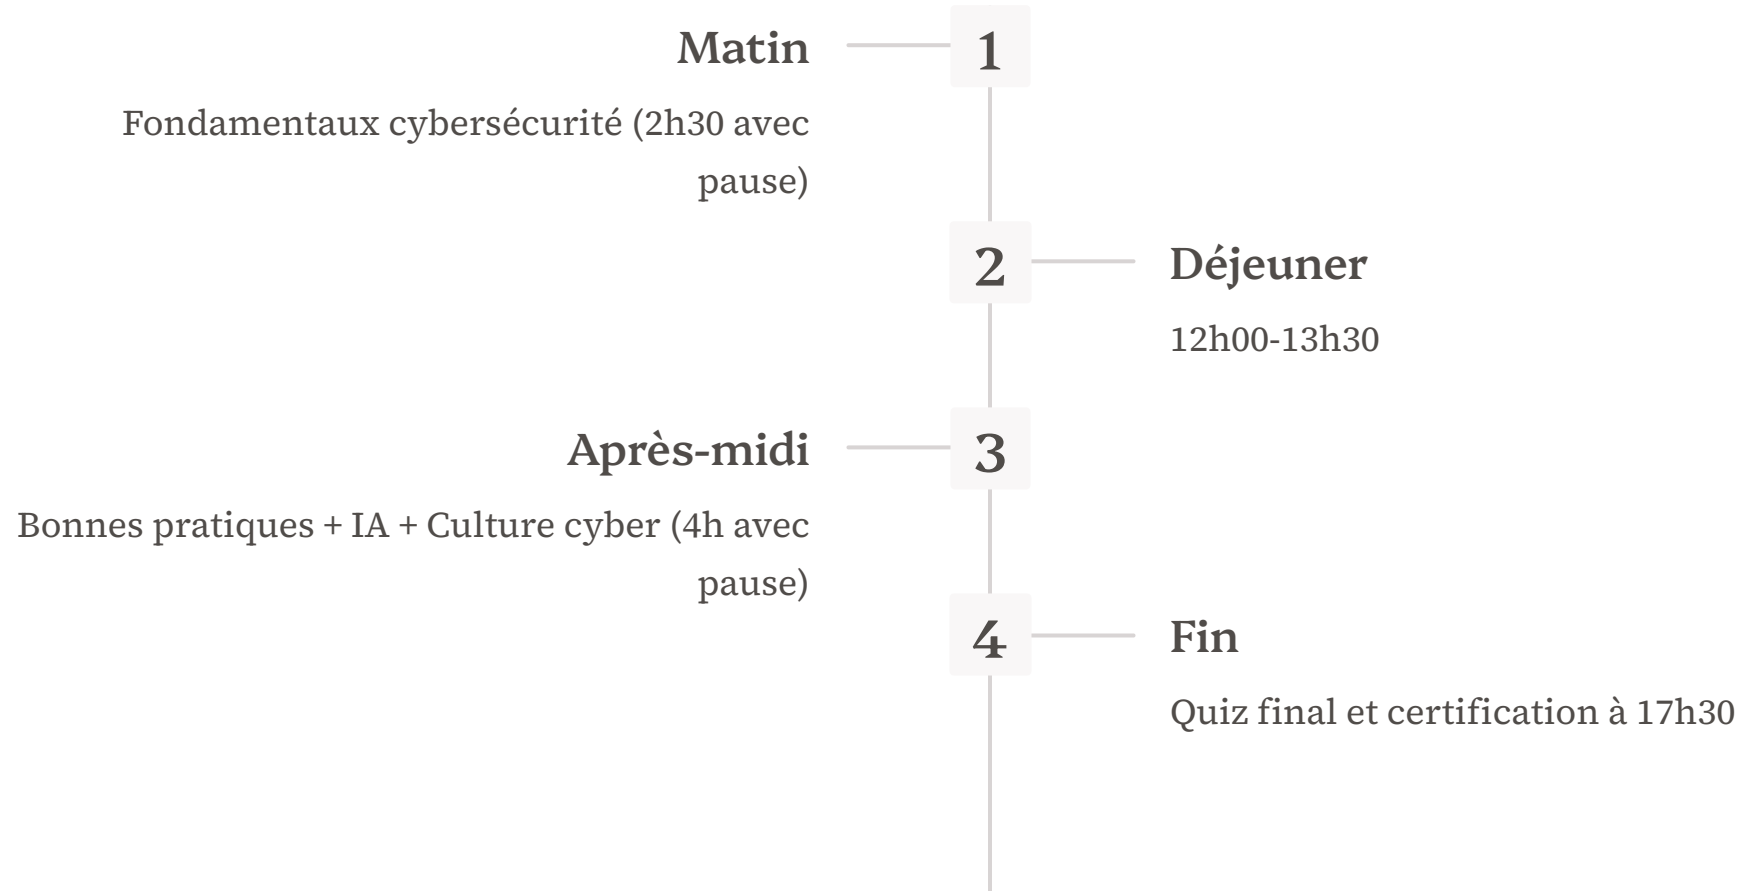 Matin
1
Fondamentaux cybersécurité (2h30 avec
pause)
2
Déjeuner
12h00-13h30
Après-midi
3
Bonnes pratiques + IA + Culture cyber (4h avec
pause)
4
Fin
Quiz final et certification à 17h30